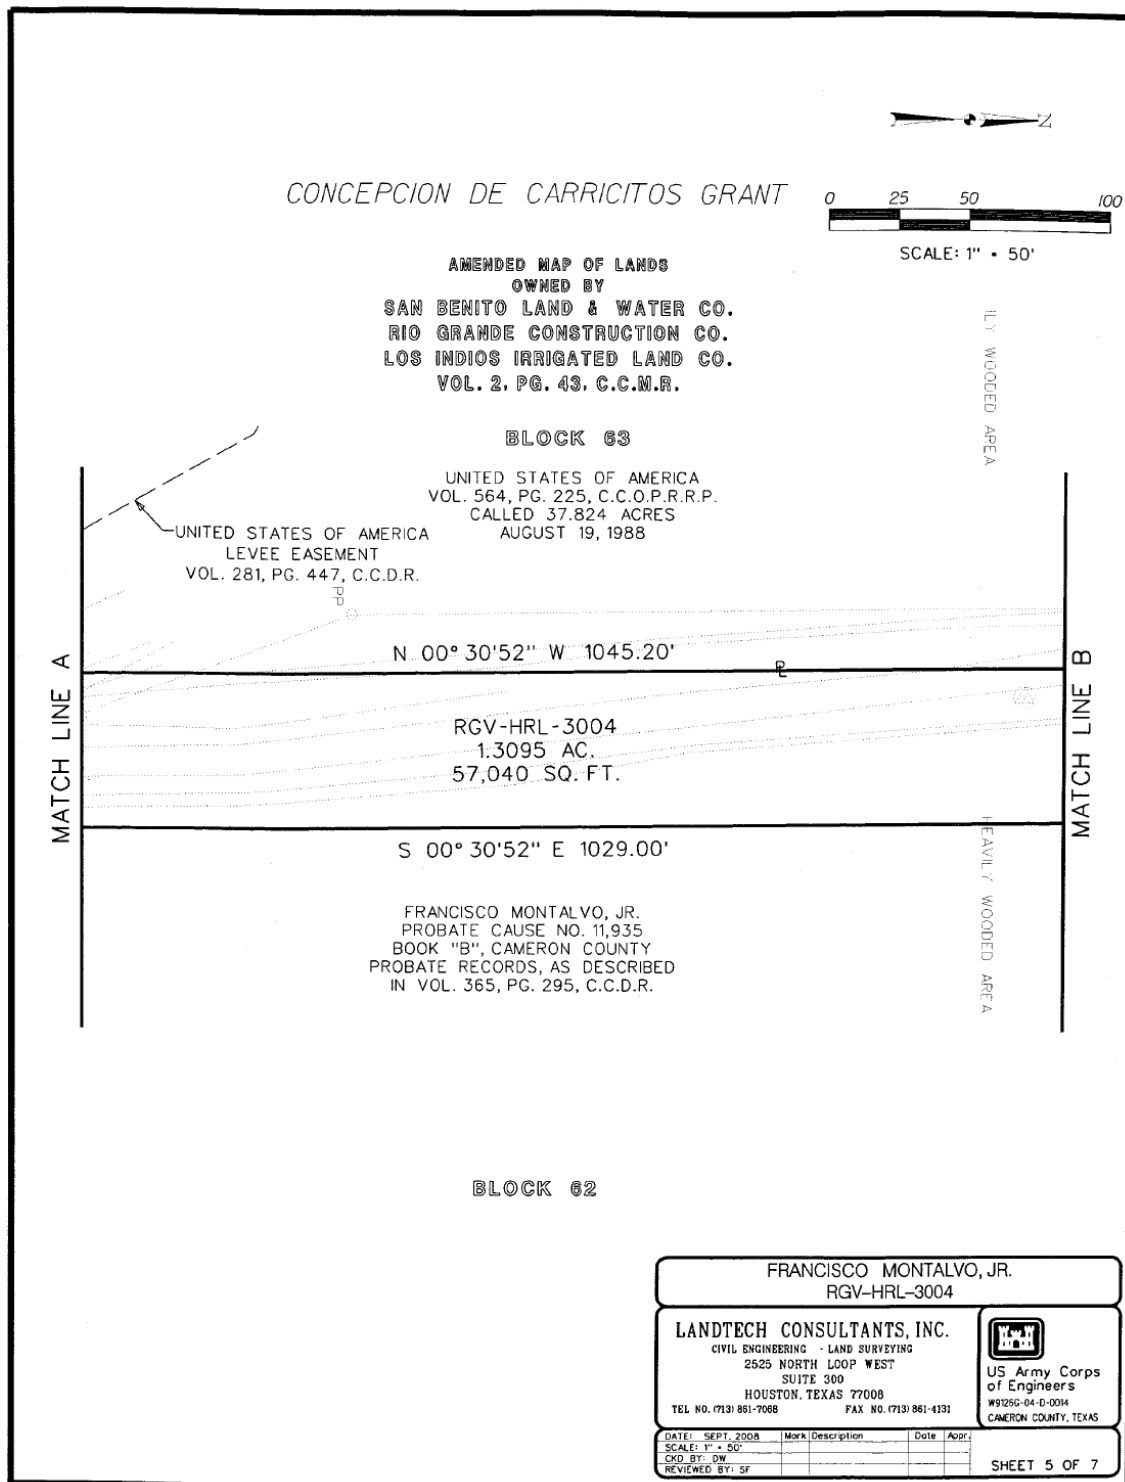 N
CONCEPCION DE CARRICITOS GRANT
0 25 50 100
SCALE: 1" = 50'
AMENDED MAP OF LANDS
OWNED BY
SAN BENITO LAND & WATER CO.
RIO GRANDE CONSTRUCTION CO.
LOS INDIOS IRRIGATED LAND CO.
VOL. 2, PG. 43, C.C.M.R.
ILY WOODED AREA
BLOCK 63
UNITED STATES OF AMERICA
VOL. 564, PG. 225, C.C.O.P.R.R.P.
CALLED 37.824 ACRES
AUGUST 19, 1988
UNITED STATES OF AMERICA
LEVEE EASEMENT
VOL. 281, PG. 447, C.C.D.R.
PP
N 00° 30'52" W 1045.20'
PL
MATCH LINE A
MATCH LINE B
RGV-HRL-3004
1.3095 AC.
57,040 SQ. FT.
S 00° 30'52" E 1029.00'
HEAVILY WOODED AREA
FRANCISCO MONTALVO, JR.
PROBATE CAUSE NO. 11,935
BOOK "B", CAMERON COUNTY
PROBATE RECORDS, AS DESCRIBED
IN VOL. 365, PG. 295, C.C.D.R.
BLOCK 62
FRANCISCO MONTALVO, JR.
RGV-HRL-3004
LANDTECH CONSULTANTS, INC.
CIVIL ENGINEERING - LAND SURVEYING
2525 NORTH LOOP WEST
SUITE 300
HOUSTON, TEXAS 77008
TEL NO. (713) 861-7068 FAX NO. (713) 861-4131
US Army Corps
of Engineers
W9126G-04-D-0014
CAMERON COUNTY, TEXAS
DATE: SEPT. 2008 Mark Description Date Appr.
SCALE: 1" = 50'
CKD BY: DW
REVIEWED BY: SF
SHEET 5 OF 7